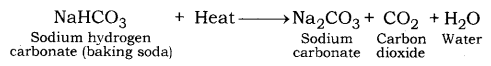 NaHCO₃ + Heat ⟶ Na₂CO₃ + CO₂ + H₂O
Sodium hydrogen Sodium Carbon Water
carbonate (baking soda) carbonate dioxide